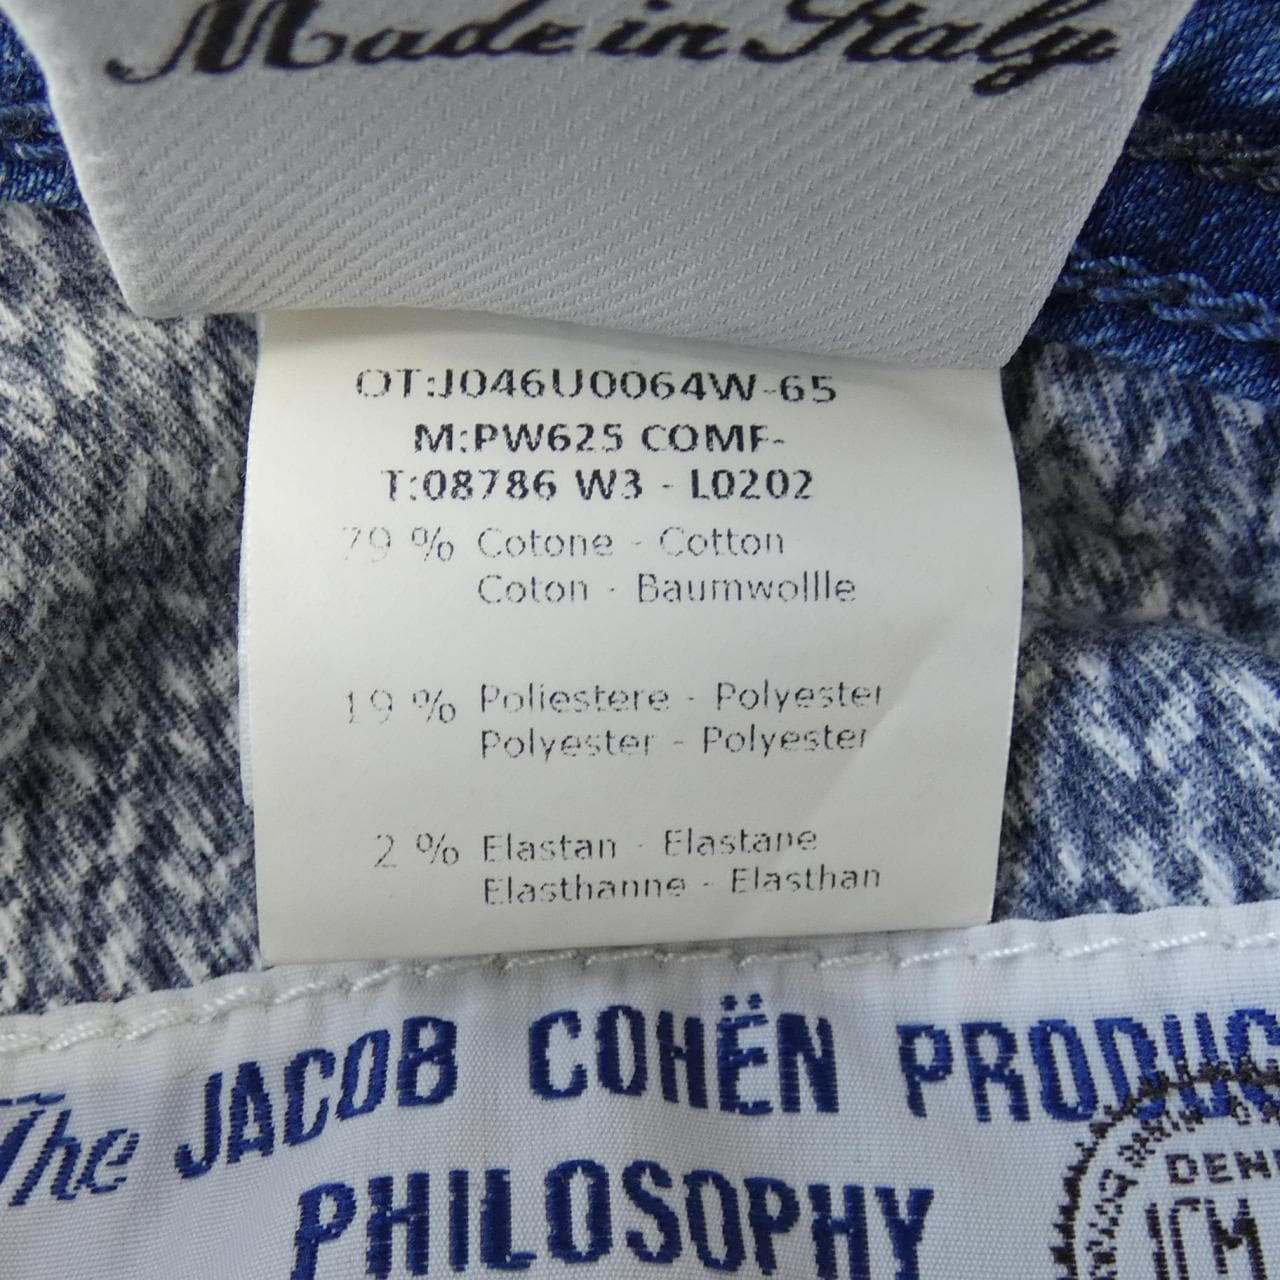 Made in Italy
OT:J046U0064W-65
M:PW625 COMF-
T:08786 W3 - L0202
79 % Cotone - Cotton
Coton - Baumwollle
19 % Poliestere - Polyester
Polyester - Polyester
2 % Elastan - Elastane
Elasthanne - Elasthan
The JACOB COHËN PRODUC
PHILOSOPHY
DENI
JCM